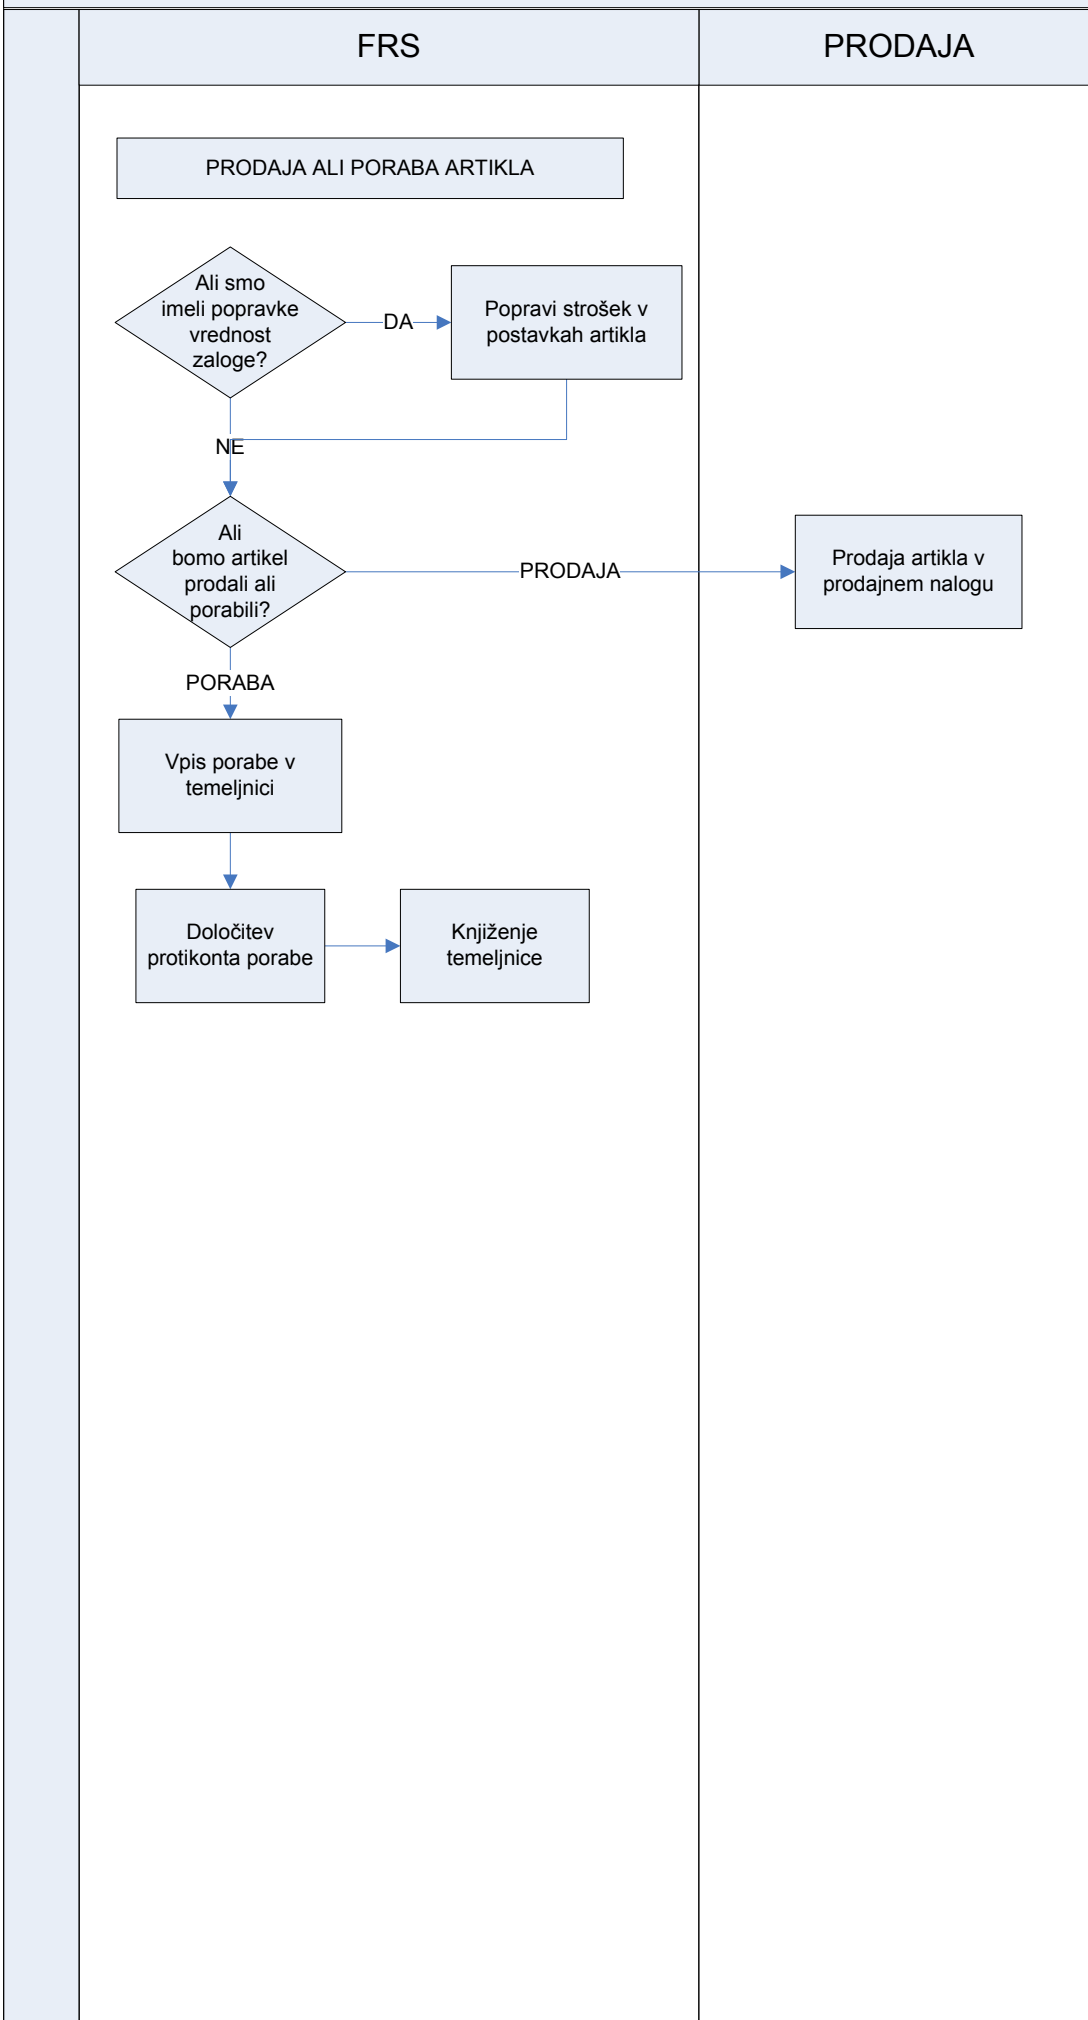 FRS
PRODAJA
PRODAJA ALI PORABA ARTIKLA
Ali smo
imeli popravke
vrednost
zaloge?
DA
Popravi strošek v
postavkah artikla
NE
Ali
bomo artikel
prodali ali
porabili?
PRODAJA
Prodaja artikla v
prodajnem nalogu
PORABA
Vpis porabe v
temeljnici
Določitev
protikonta porabe
Knjiženje
temeljnice